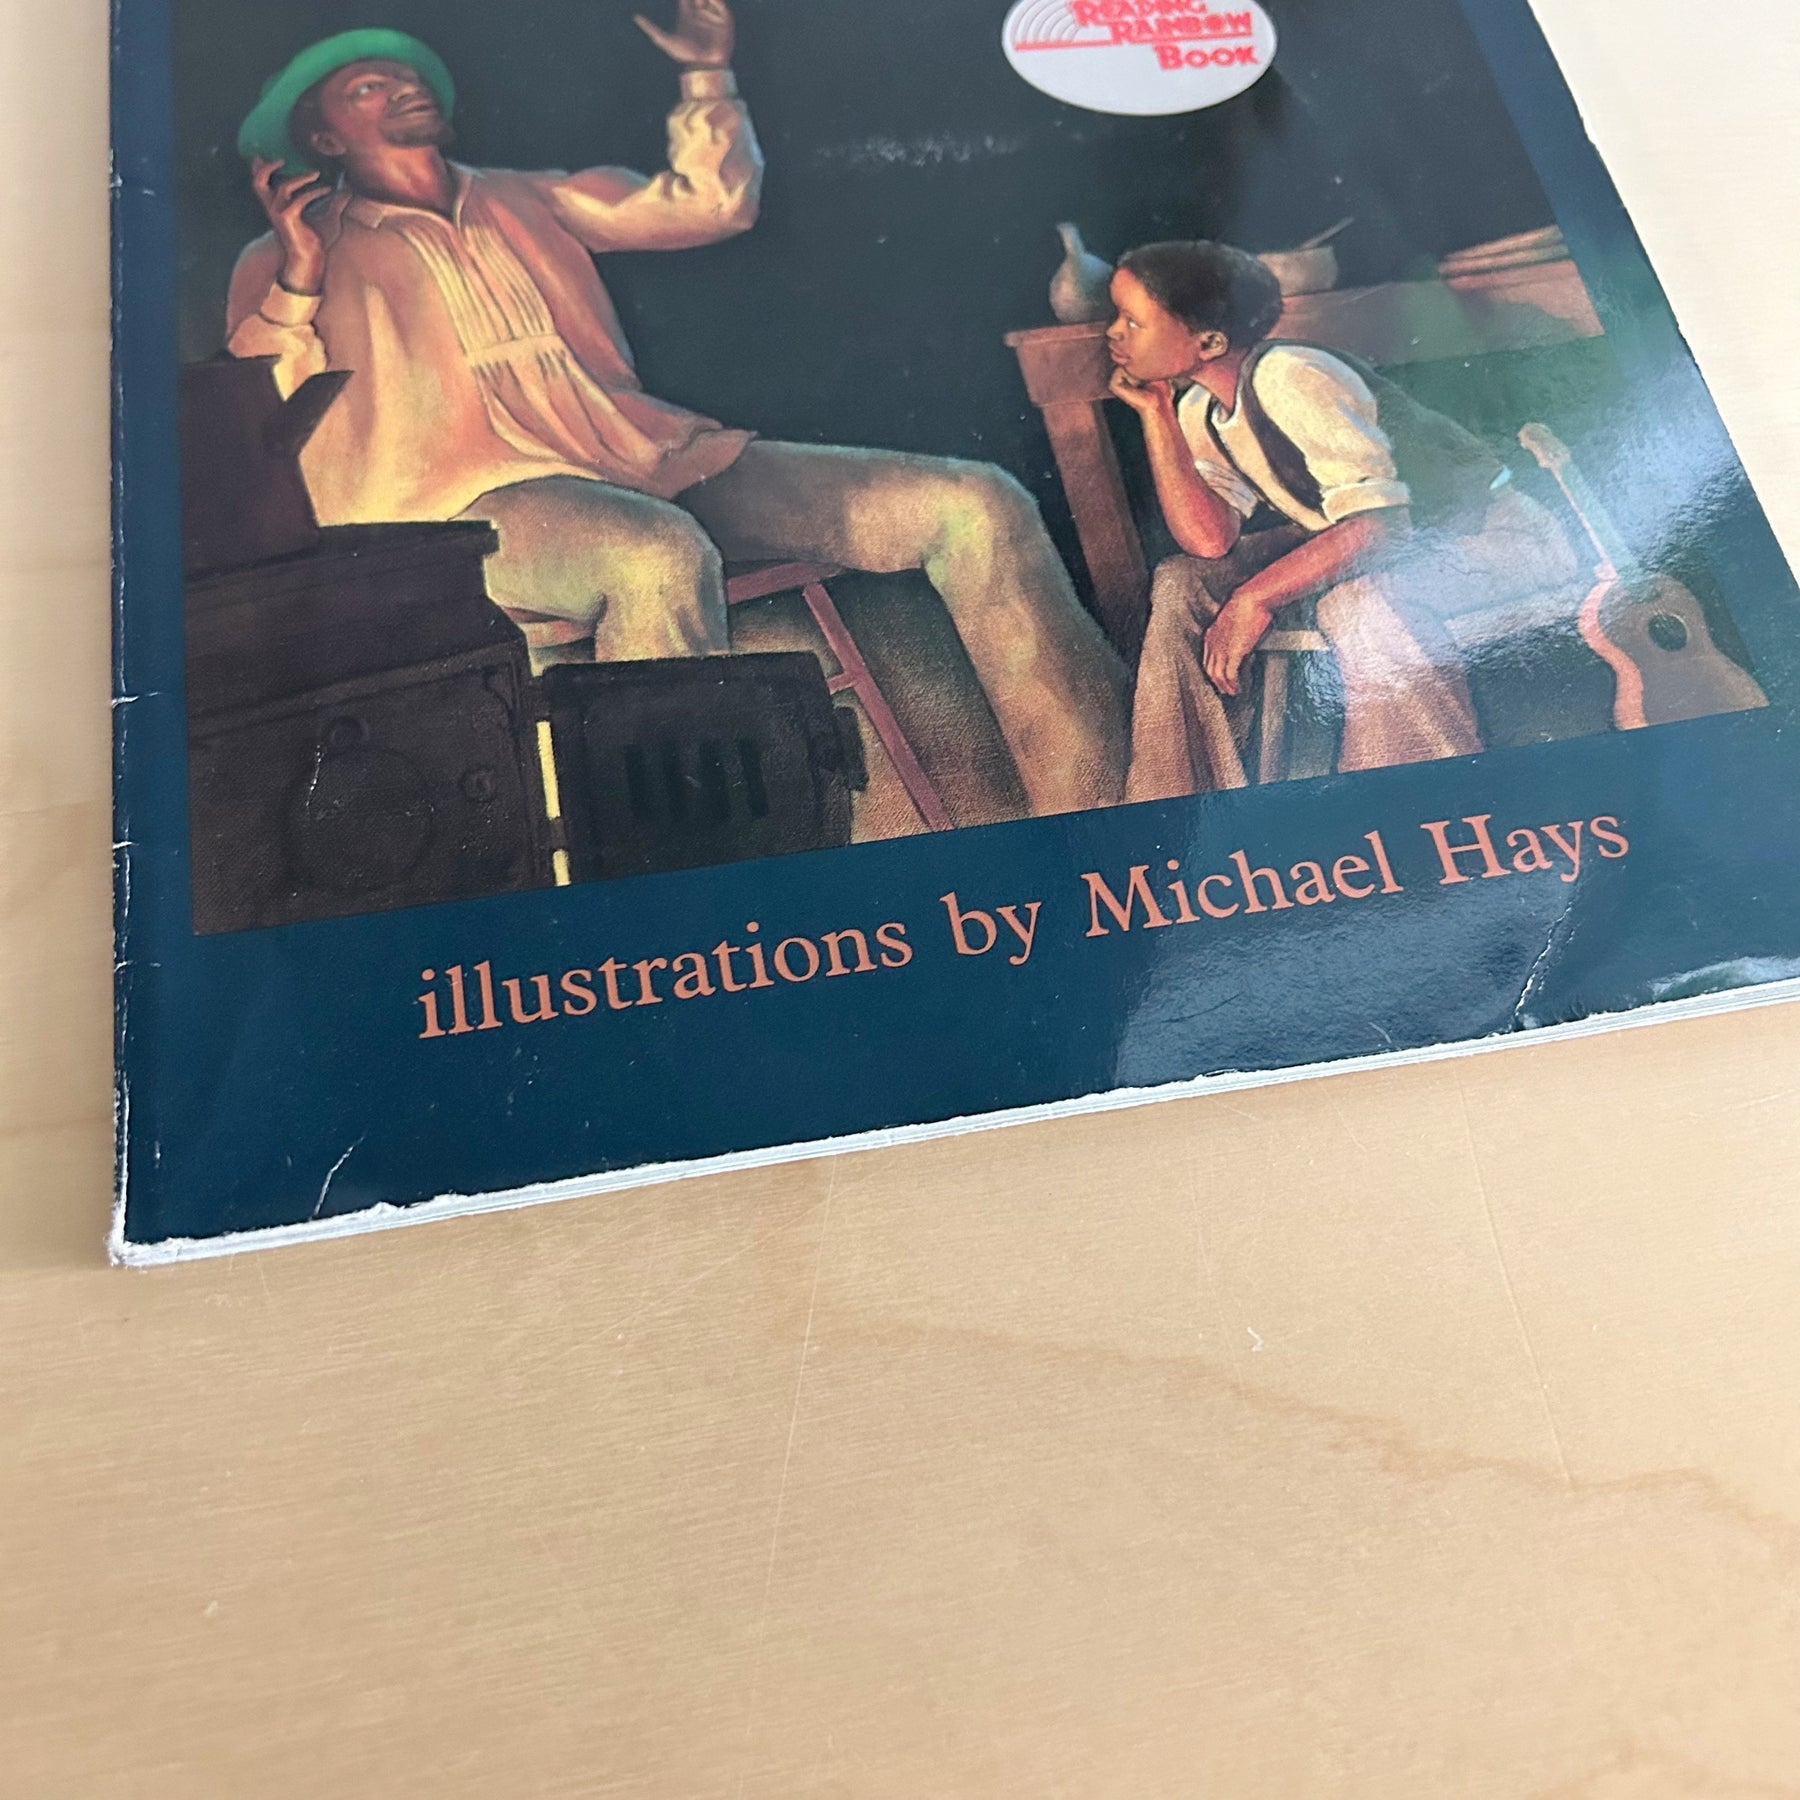 READING
RAINBOW
BOOK
illustrations by Michael Hays